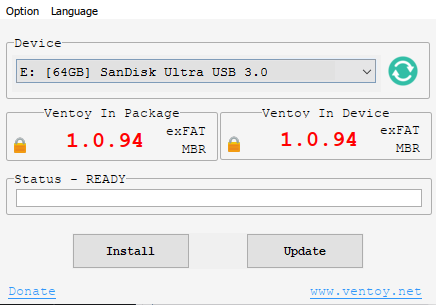 Option Language
Device
E: [64GB] SanDisk Ultra USB 3.0
Ventoy In Package Ventoy In Device
1.0.94 exFAT MBR 1.0.94 exFAT MBR
Status - READY
Install Update
Donate www.ventoy.net